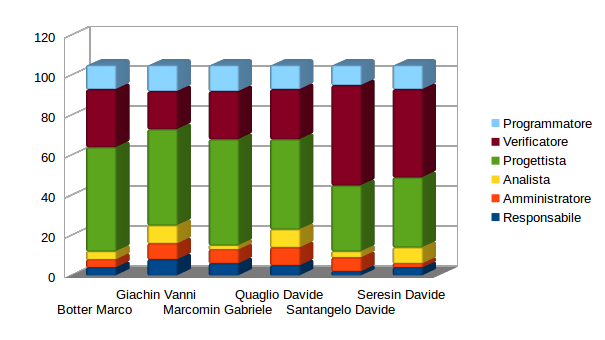 120
100
80
60
40
20
0
Programmatore
Verificatore
Progettista
Analista
Amministratore
Responsabile
Giachin Vanni Quaglio Davide Seresin Davide
Botter Marco Marcomin Gabriele Santangelo Davide